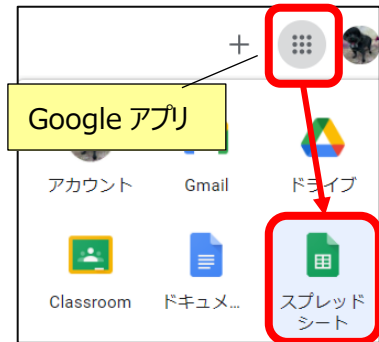 Google アプリ
アカウント
Gmail
ドライブ
Classroom
ドキュメ...
スプレッド
シート